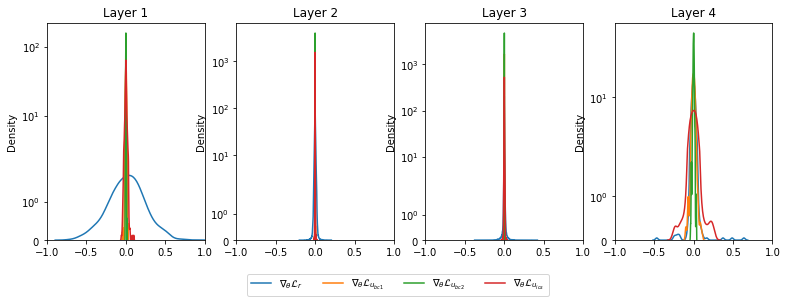 Layer 1 Layer 2 Layer 3 Layer 4
Density Density Density Density
10² 10¹ 10⁰ 0
10³ 10² 10¹ 10⁰ 0
10³ 10² 10¹ 10⁰ 0
10¹ 10⁰ 0
−1.0 −0.5 0.0 0.5 1.0 −1.0 −0.5 0.0 0.5 1.0 −1.0 −0.5 0.0 0.5 1.0 −1.0 −0.5 0.0 0.5 1.0
∇θℒr ∇θℒu_bc1 ∇θℒu_bc2 ∇θℒu_ics